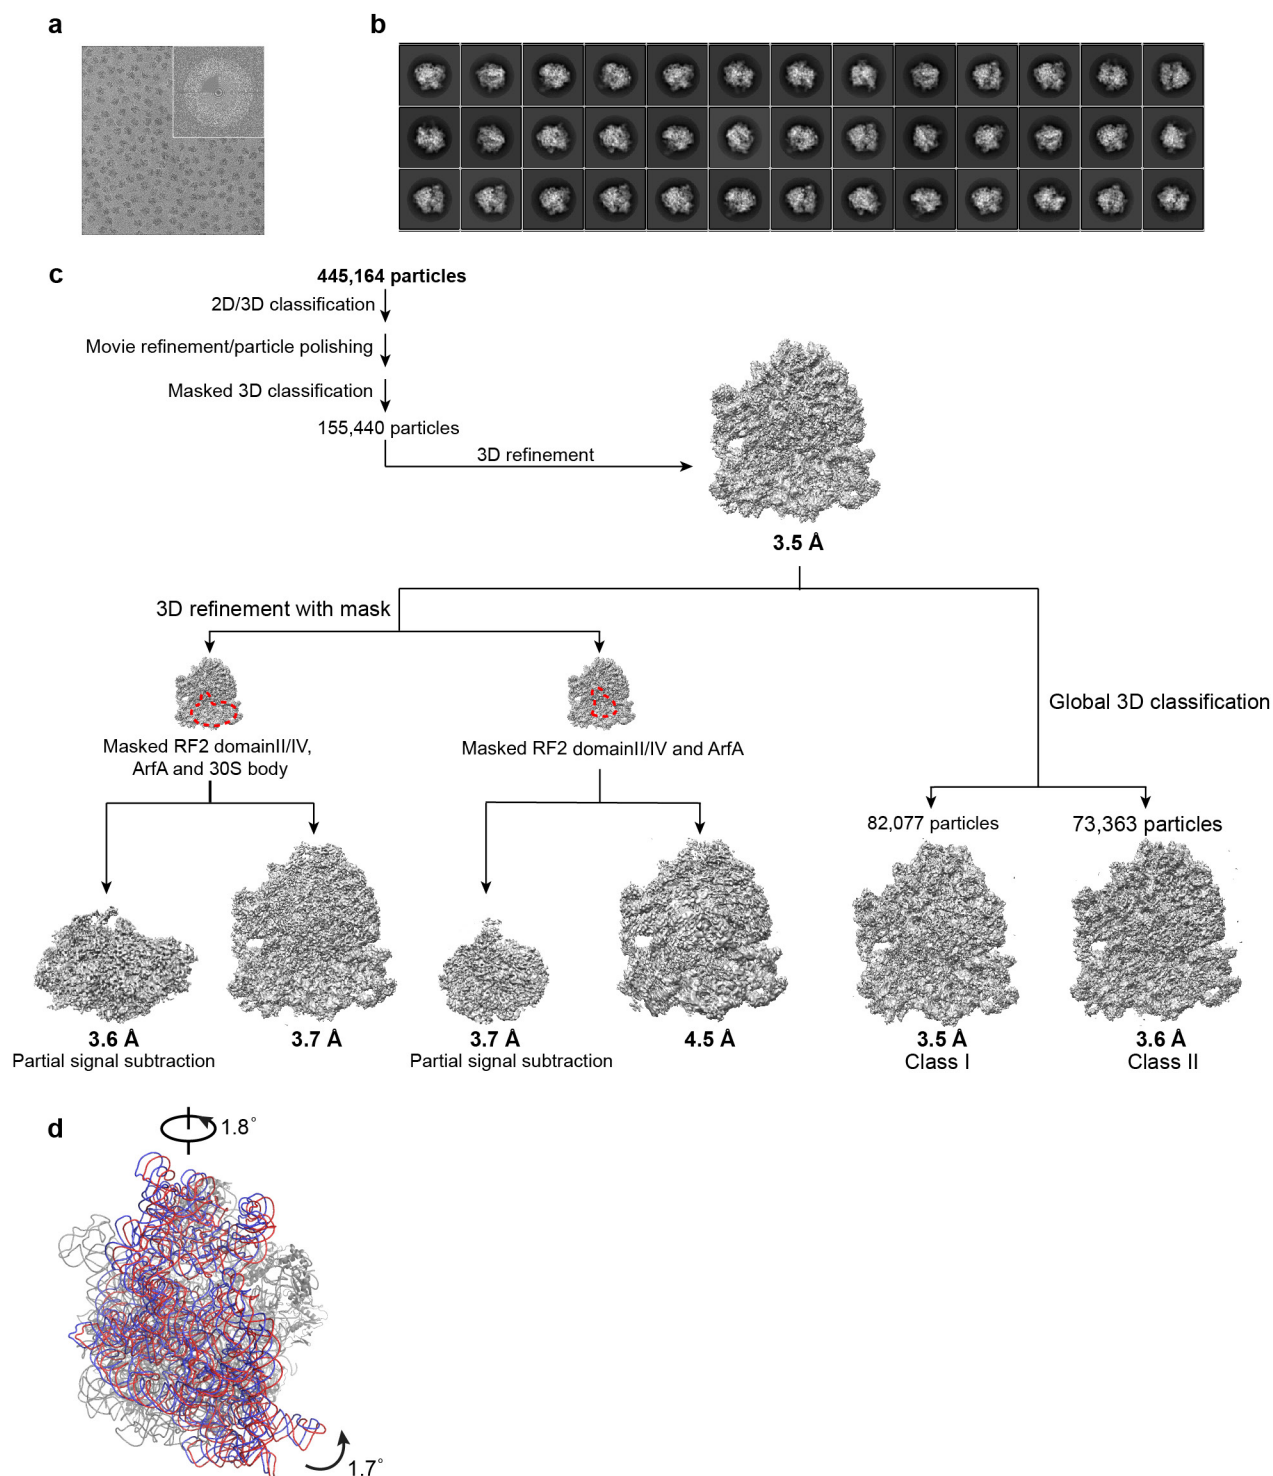 a
b
c
445,164 particles
2D/3D classification
Movie refinement/particle polishing
Masked 3D classification
155,440 particles
3D refinement
3.5 Å
3D refinement with mask
Global 3D classification
Masked RF2 domainII/IV,
ArfA and 30S body
Masked RF2 domainII/IV and ArfA
82,077 particles
73,363 particles
3.6 Å
Partial signal subtraction
3.7 Å
3.7 Å
Partial signal subtraction
4.5 Å
3.5 Å
Class I
3.6 Å
Class II
d
1.8°
1.7°